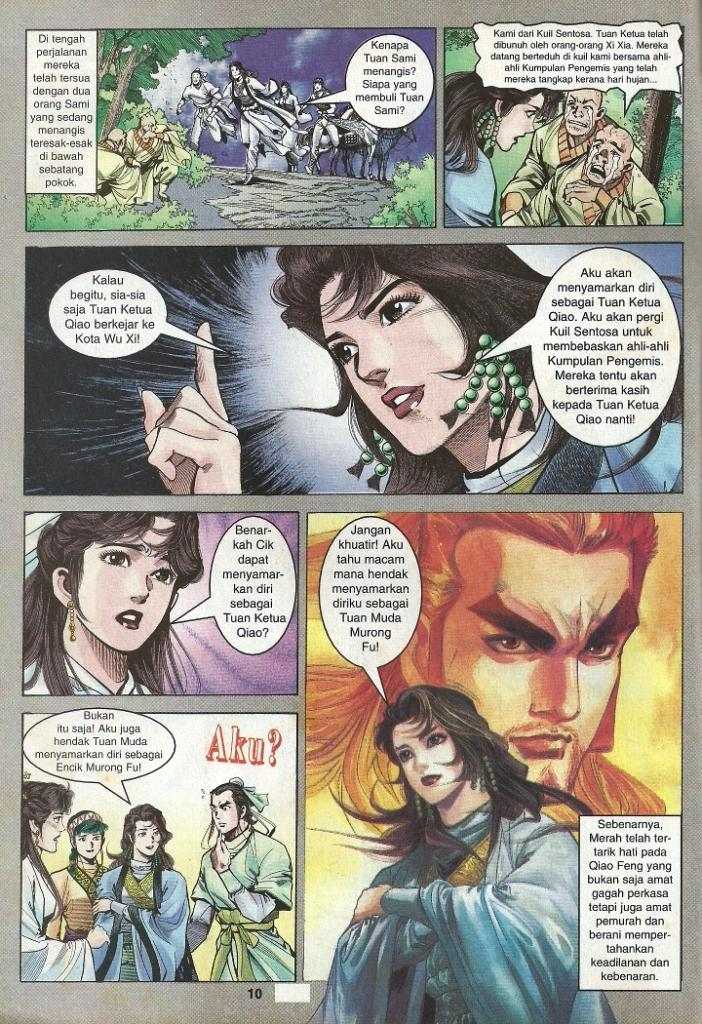 Di tengah
perjalanan
mereka
telah tersua
dengan dua
orang Sami
yang sedang
menangis
teresak-esak
di bawah
sebatang
pokok.
Kenapa
Tuan Sami
menangis?
Siapa yang
membuli Tuan
Sami?
Kami dari Kuil Sentosa. Tuan Ketua telah
dibunuh oleh orang-orang Xi Xia. Mereka
datang berteduh di kuil kami bersama ahli-
ahli Kumpulan Pengemis yang telah
mereka tangkap kerana hari hujan...
Kalau
begitu, sia-sia
saja Tuan Ketua
Qiao berkejar ke
Kota Wu Xi!
Aku akan
menyamarkan diri
sebagai Tuan Ketua
Qiao. Aku akan pergi
Kuil Sentosa untuk
membebaskan ahli-ahli
Kumpulan Pengemis.
Mereka tentu akan
berterima kasih
kepada Tuan Ketua
Qiao nanti!
Benar-
kah Cik
dapat
menyamar-
kan diri
sebagai
Tuan Ketua
Qiao?
Jangan
khuatir! Aku
tahu macam
mana hendak
menyamarkan
diriku sebagai
Tuan Muda
Murong
Fu!
Bukan
itu saja! Aku juga
hendak Tuan Muda
menyamarkan diri sebagai
Encik Murong Fu!
Aku?
Sebenarnya,
Merah telah ter-
tarik hati pada
Qiao Feng yang
bukan saja amat
gagah perkasa
tetapi juga amat
pemurah dan
berani memper-
tahankan
keadilanan dan
kebenaran.
10